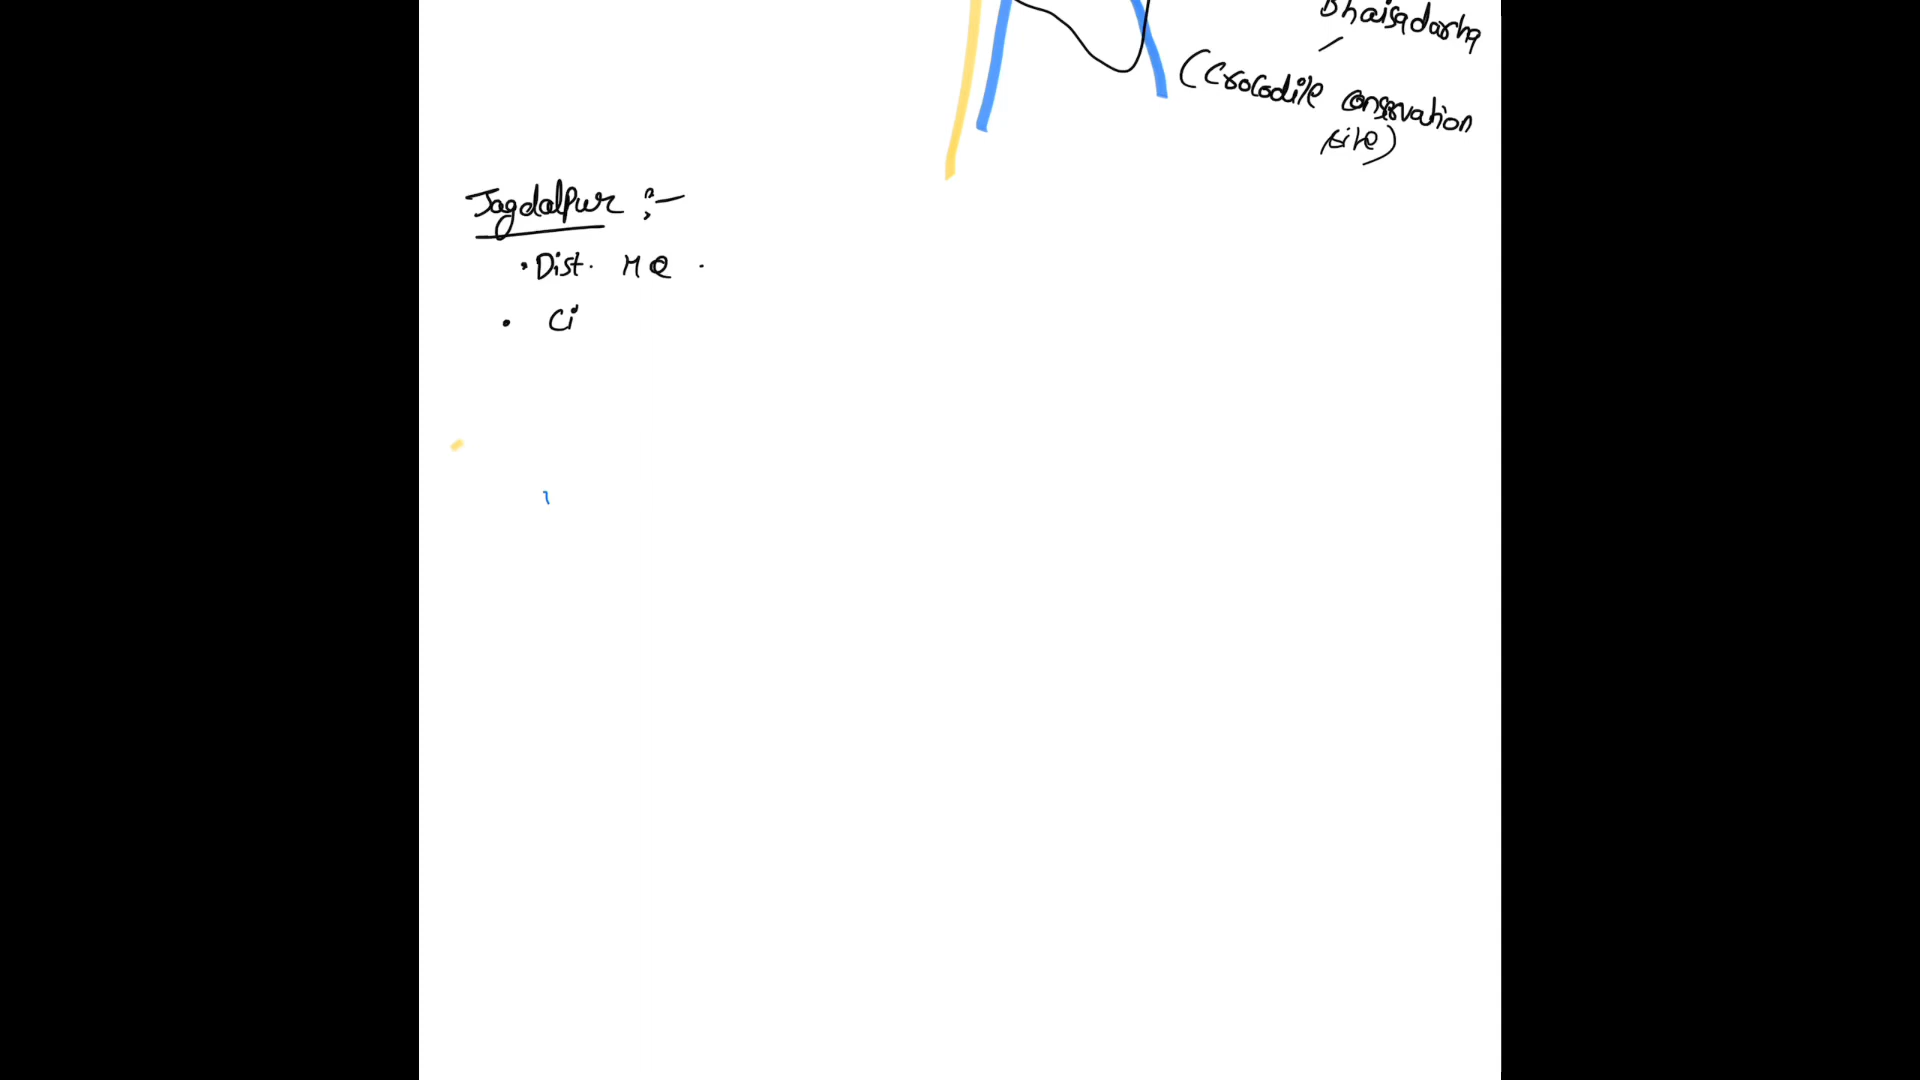 Bhaisadarha
(Crocodile conservation
site)
Jagdalpur :-
• Dist. HQ.
• Ci